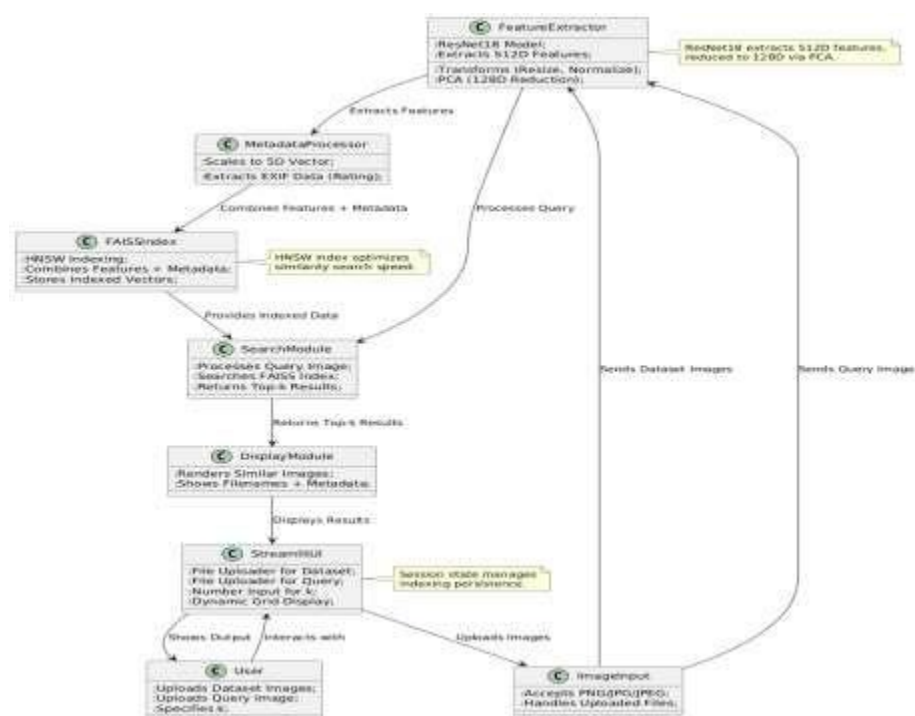 C FeatureExtractor
:ResNet18 Model;
:Extracts 512D Features;
:Transforms (Resize, Normalize);
:PCA (128D Reduction);
ResNet18 extracts 512D features,
reduced to 128D via PCA.
Extracts Features
C MetadataProcessor
:Scales to 5D Vector;
:Extracts EXIF Data (Rating);
Combines Features + Metadata
Processes Query
C FAISSIndex
:HNSW Indexing;
:Combines Features + Metadata;
:Stores Indexed Vectors;
HNSW index optimizes
similarity search speed.
Provides Indexed Data
C SearchModule
:Processes Query Image;
:Searches FAISS Index;
:Returns Top-k Results;
Sends Dataset Images
Sends Query Image
Returns Top-k Results
C DisplayModule
:Renders Similar Images;
:Shows Filenames + Metadata;
Displays Results
C StreamlitUI
:File Uploader for Dataset;
:File Uploader for Query;
:Number Input for k;
:Dynamic Grid Display;
Session state manages
indexing persistence.
Shows Output
Interacts with
Uploads Images
C User
:Uploads Dataset Images;
:Uploads Query Image;
:Specifies k;
C ImageInput
:Accepts PNG/JPG/JPEG;
:Handles Uploaded Files;